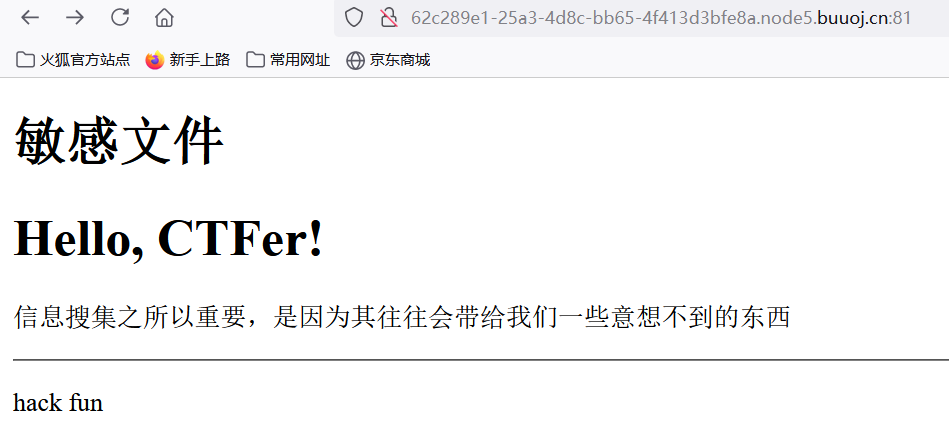 62c289e1-25a3-4d8c-bb65-4f413d3bfe8a.node5.buuoj.cn:81
火狐官方站点 新手上路 常用网址 京东商城
敏感文件
Hello, CTFer!
信息搜集之所以重要，是因为其往往会带给我们一些意想不到的东西
hack fun